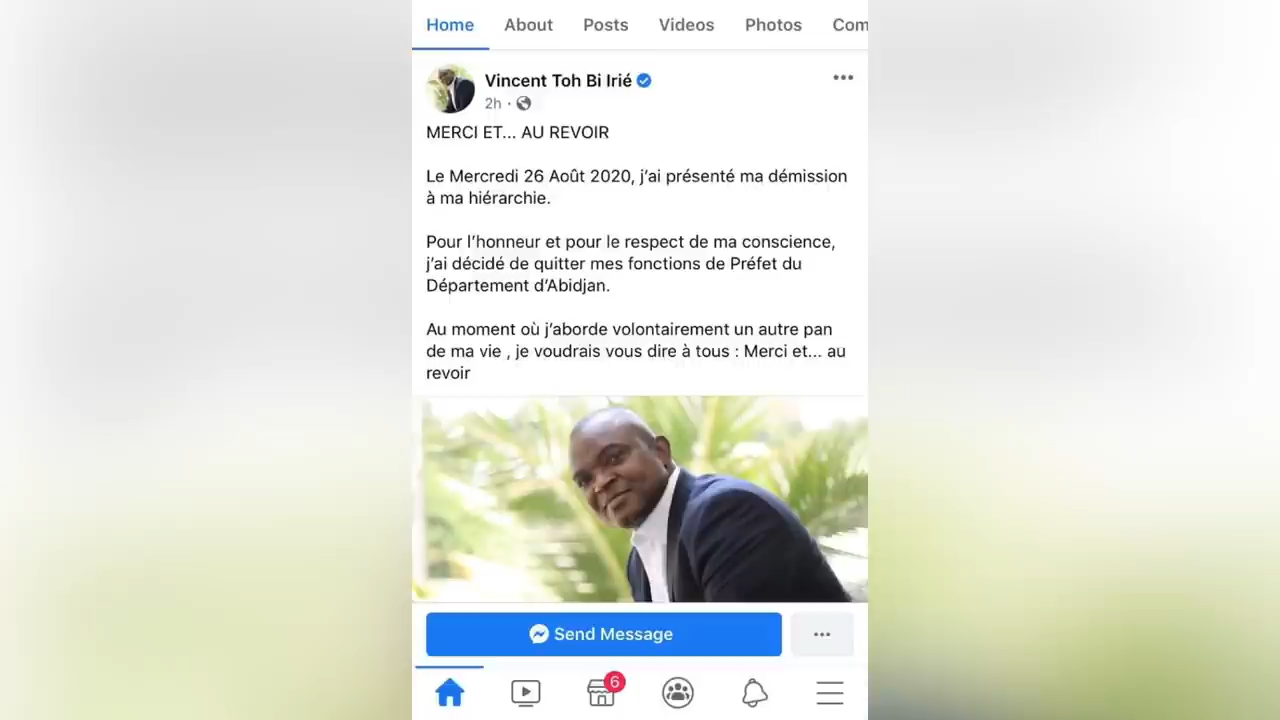 Home About Posts Videos Photos Com
Vincent Toh Bi Irié
2h ·
MERCI ET... AU REVOIR
Le Mercredi 26 Août 2020, j’ai présenté ma démission
à ma hiérarchie.
Pour l’honneur et pour le respect de ma conscience,
j’ai décidé de quitter mes fonctions de Préfet du
Département d’Abidjan.
Au moment où j’aborde volontairement un autre pan
de ma vie , je voudrais vous dire à tous : Merci et... au
revoir
Send Message
6